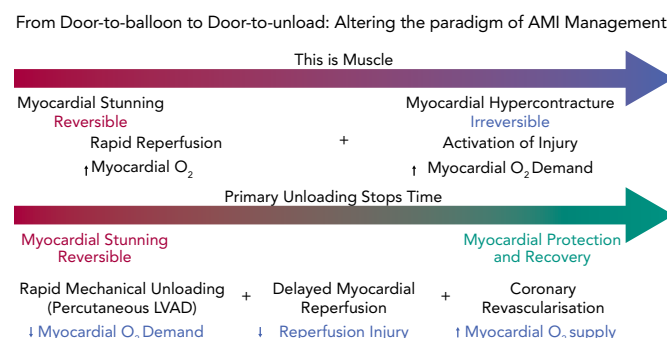 From Door-to-balloon to Door-to-unload: Altering the paradigm of AMI Management
This is Muscle
Myocardial Stunning Myocardial Hypercontracture
Reversible Irreversible
Rapid Reperfusion + Activation of Injury
↑Myocardial O₂ ↑ Myocardial O₂ Demand
Primary Unloading Stops Time
Myocardial Stunning Myocardial Protection
Reversible and Recovery
Rapid Mechanical Unloading + Delayed Myocardial + Coronary
(Percutaneous LVAD) Reperfusion Revascularisation
↓ Myocardial O₂ Demand ↓ Reperfusion Injury ↑ Myocardial O₂ supply